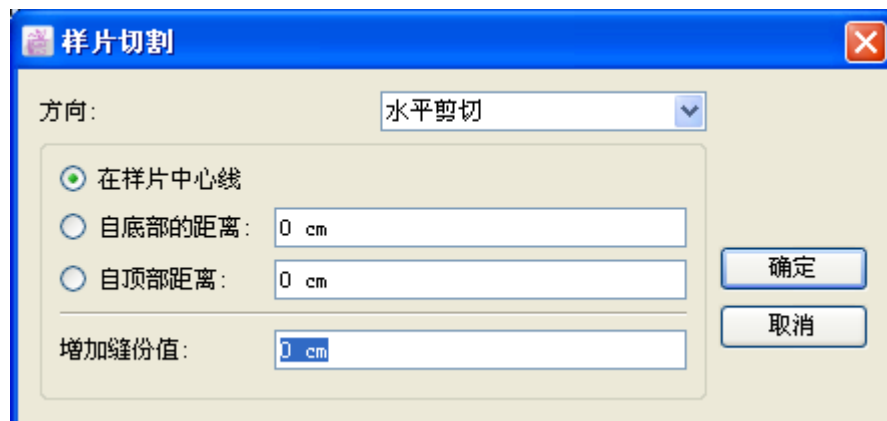 样片切割
方向:
水平剪切
在样片中心线
自底部的距离:
0 cm
自顶部距离:
0 cm
确定
取消
增加缝份值:
0 cm